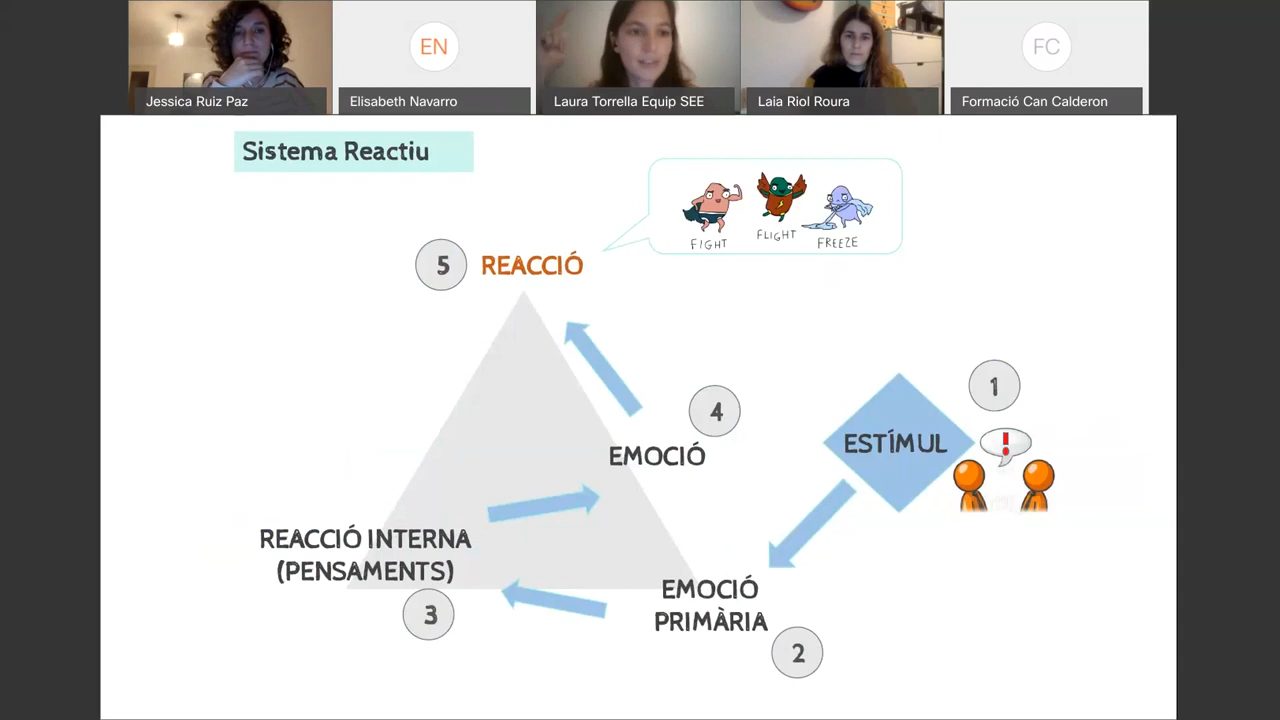 EN
FC
Jessica Ruiz Paz
Elisabeth Navarro
Laura Torrella Equip SEE
Laia Riol Roura
Formació Can Calderon
Sistema Reactiu
FIGHT
FLIGHT
FREEZE
5
REACCIÓ
1
4
ESTÍMUL
!
EMOCIÓ
REACCIÓ INTERNA
(PENSAMENTS)
3
EMOCIÓ
PRIMÀRIA
2